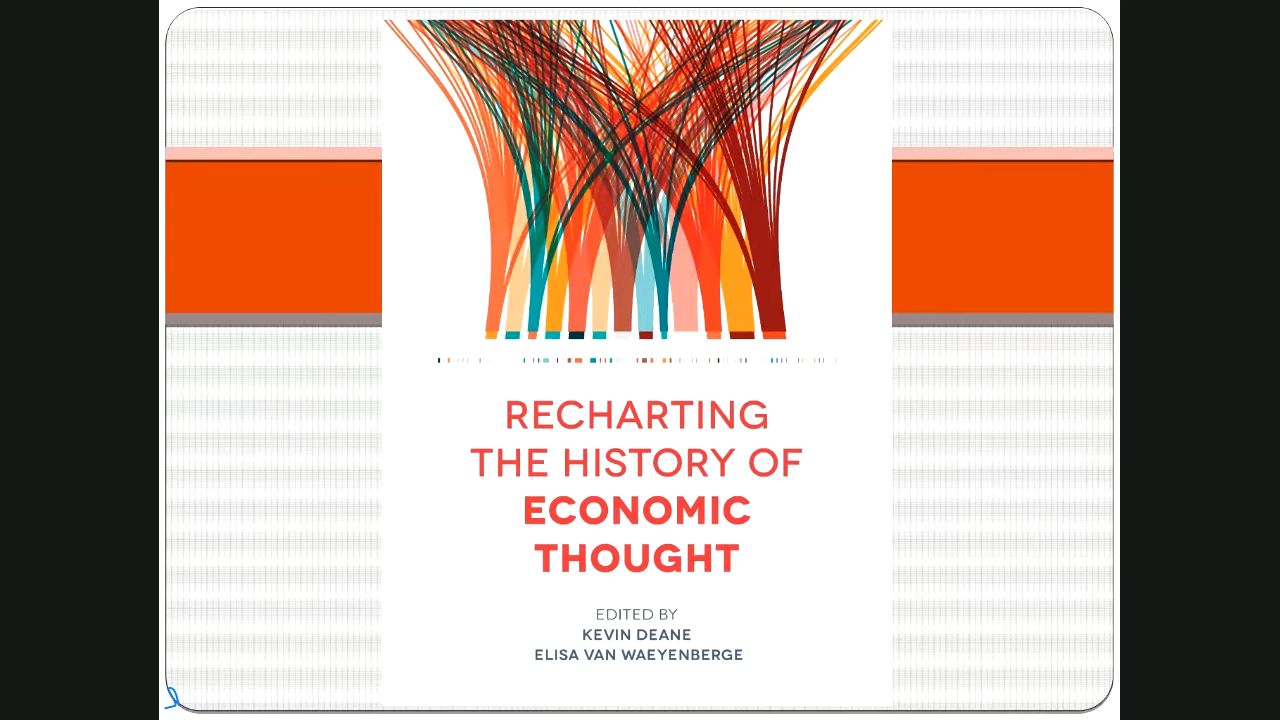 RECHARTING
THE HISTORY OF
ECONOMIC
THOUGHT
EDITED BY
KEVIN DEANE
ELISA VAN WAEYENBERGE